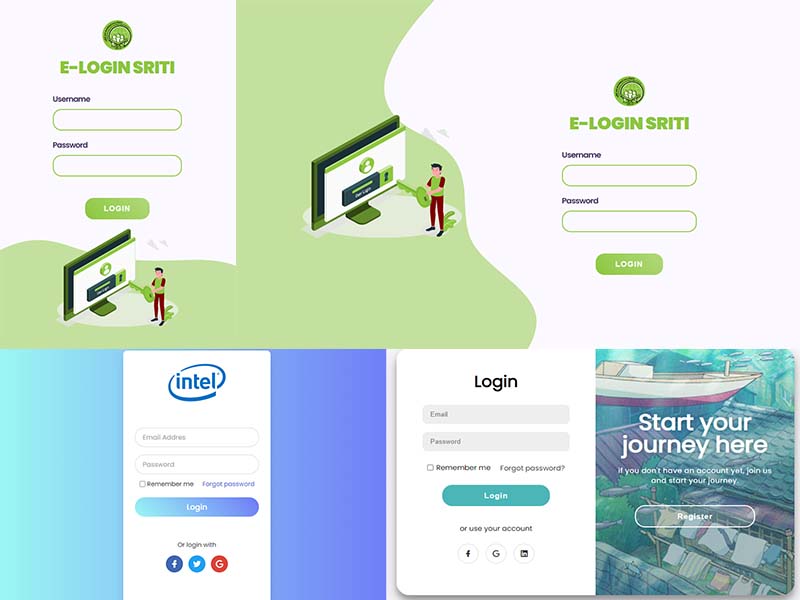 E-LOGIN SRITI
Username
Password
LOGIN
E-LOGIN SRITI
Username
Password
LOGIN
intel
Email Addres
Password
Remember me
Forgot password
Login
Or login with
Login
Email
Password
Remember me
Forgot password?
Login
or use your account
Start your
journey here
If you don't have an account yet, join us
and start your journey.
Register